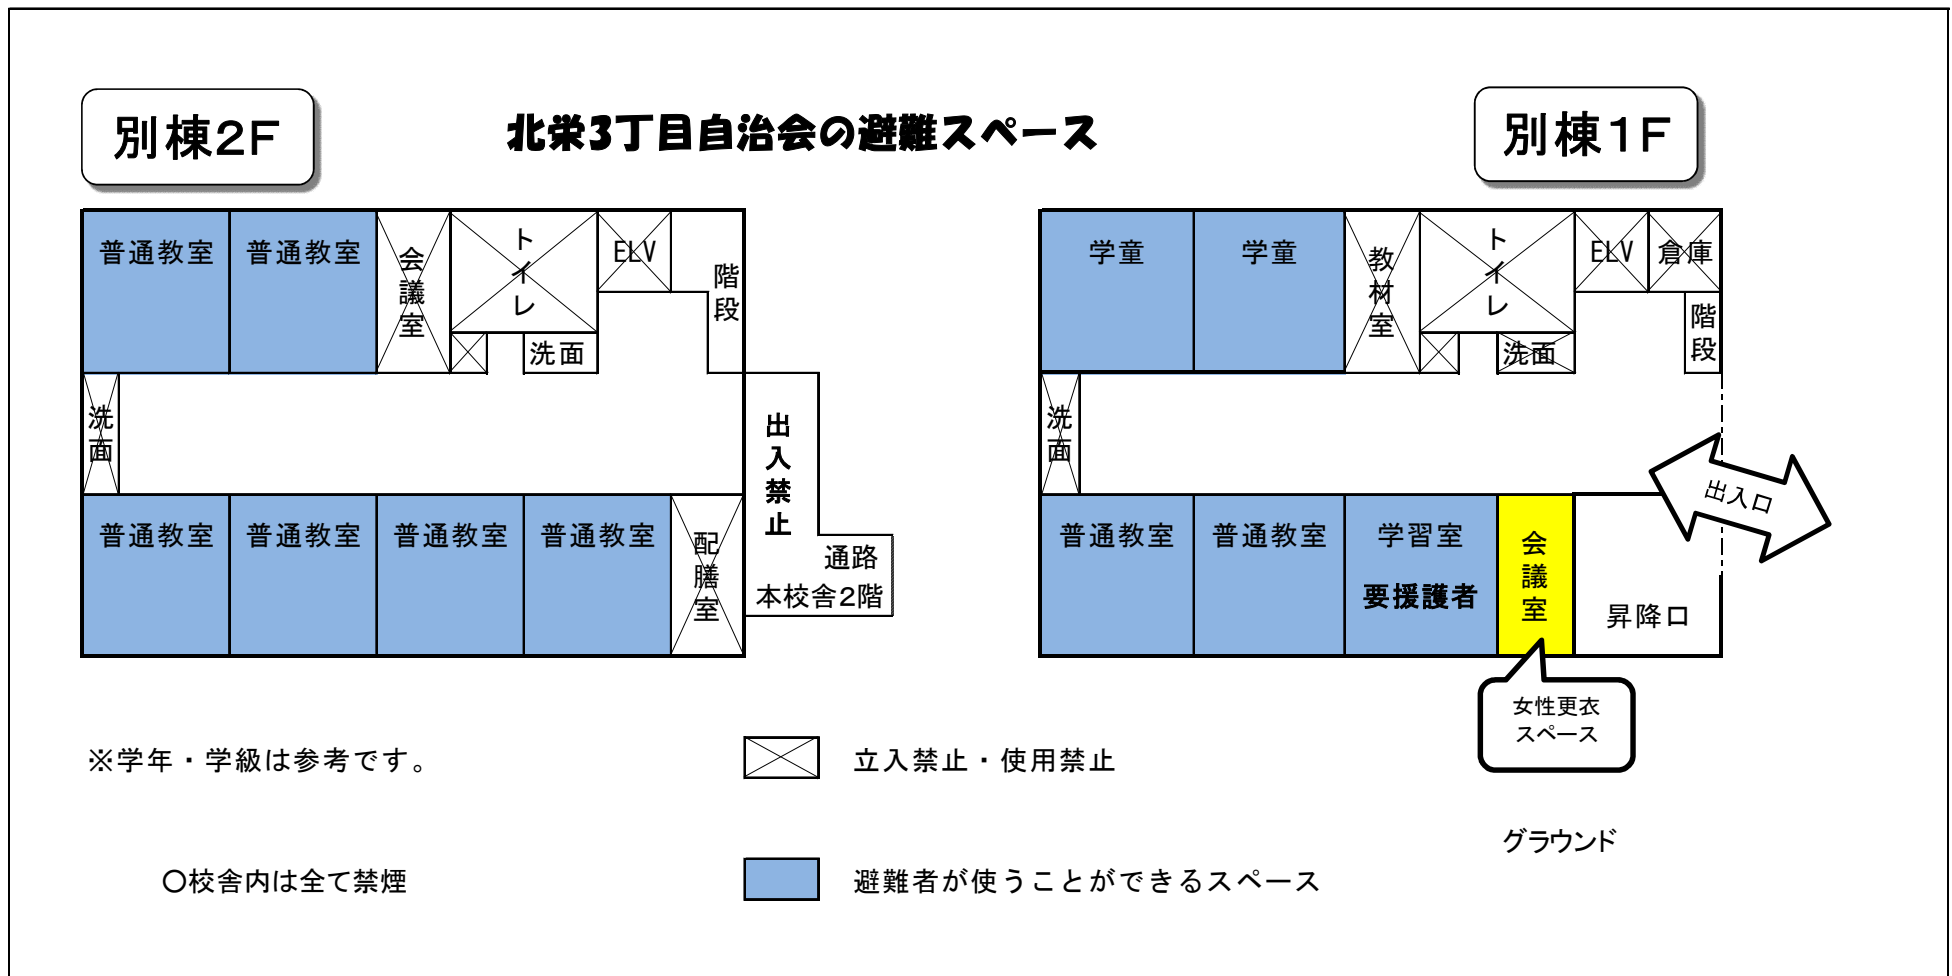 別棟2F
北栄3丁目自治会の避難スペース
別棟1F
普通教室
普通教室
会議室
トイレ
ELV
階段
洗面
洗面
出入禁止
普通教室
普通教室
普通教室
普通教室
配膳室
通路
本校舎2階
学童
学童
教材室
トイレ
ELV
倉庫
階段
洗面
洗面
出入口
普通教室
普通教室
学習室
要援護者
会議室
昇降口
女性更衣
スペース
※学年・学級は参考です。
立入禁止・使用禁止
グラウンド
〇校舎内は全て禁煙
避難者が使うことができるスペース